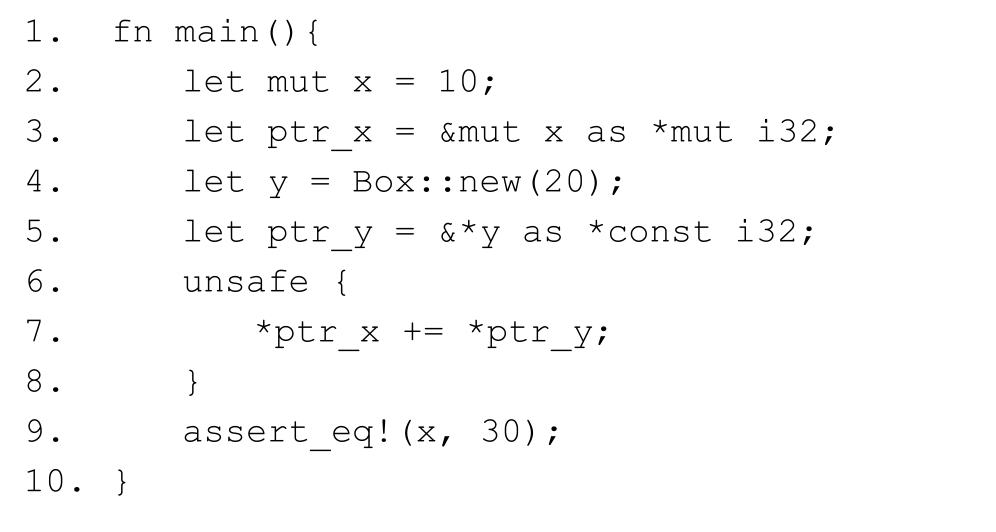 1. fn main(){
2.     let mut x = 10;
3.     let ptr_x = &mut x as *mut i32;
4.     let y = Box::new(20);
5.     let ptr_y = &*y as *const i32;
6.     unsafe {
7.         *ptr_x += *ptr_y;
8.     }
9.     assert_eq!(x, 30);
10. }